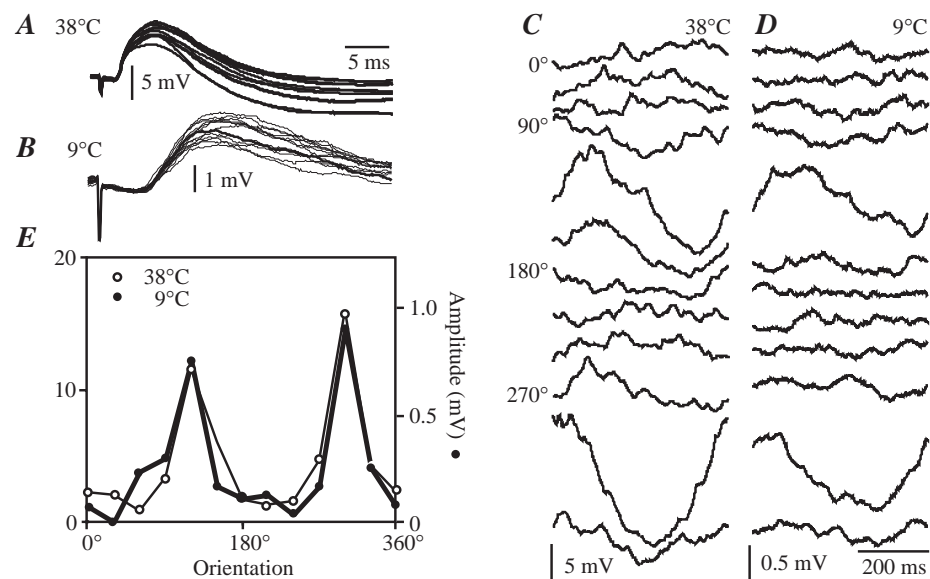 A 38°C
5 ms
5 mV
B 9°C
1 mV
E
20
10
0
38°C
9°C
1.0
0.5
0
Amplitude (mV) ●
0° 180° 360°
Orientation
C 38°C
0°
90°
180°
270°
5 mV
D 9°C
0.5 mV
200 ms